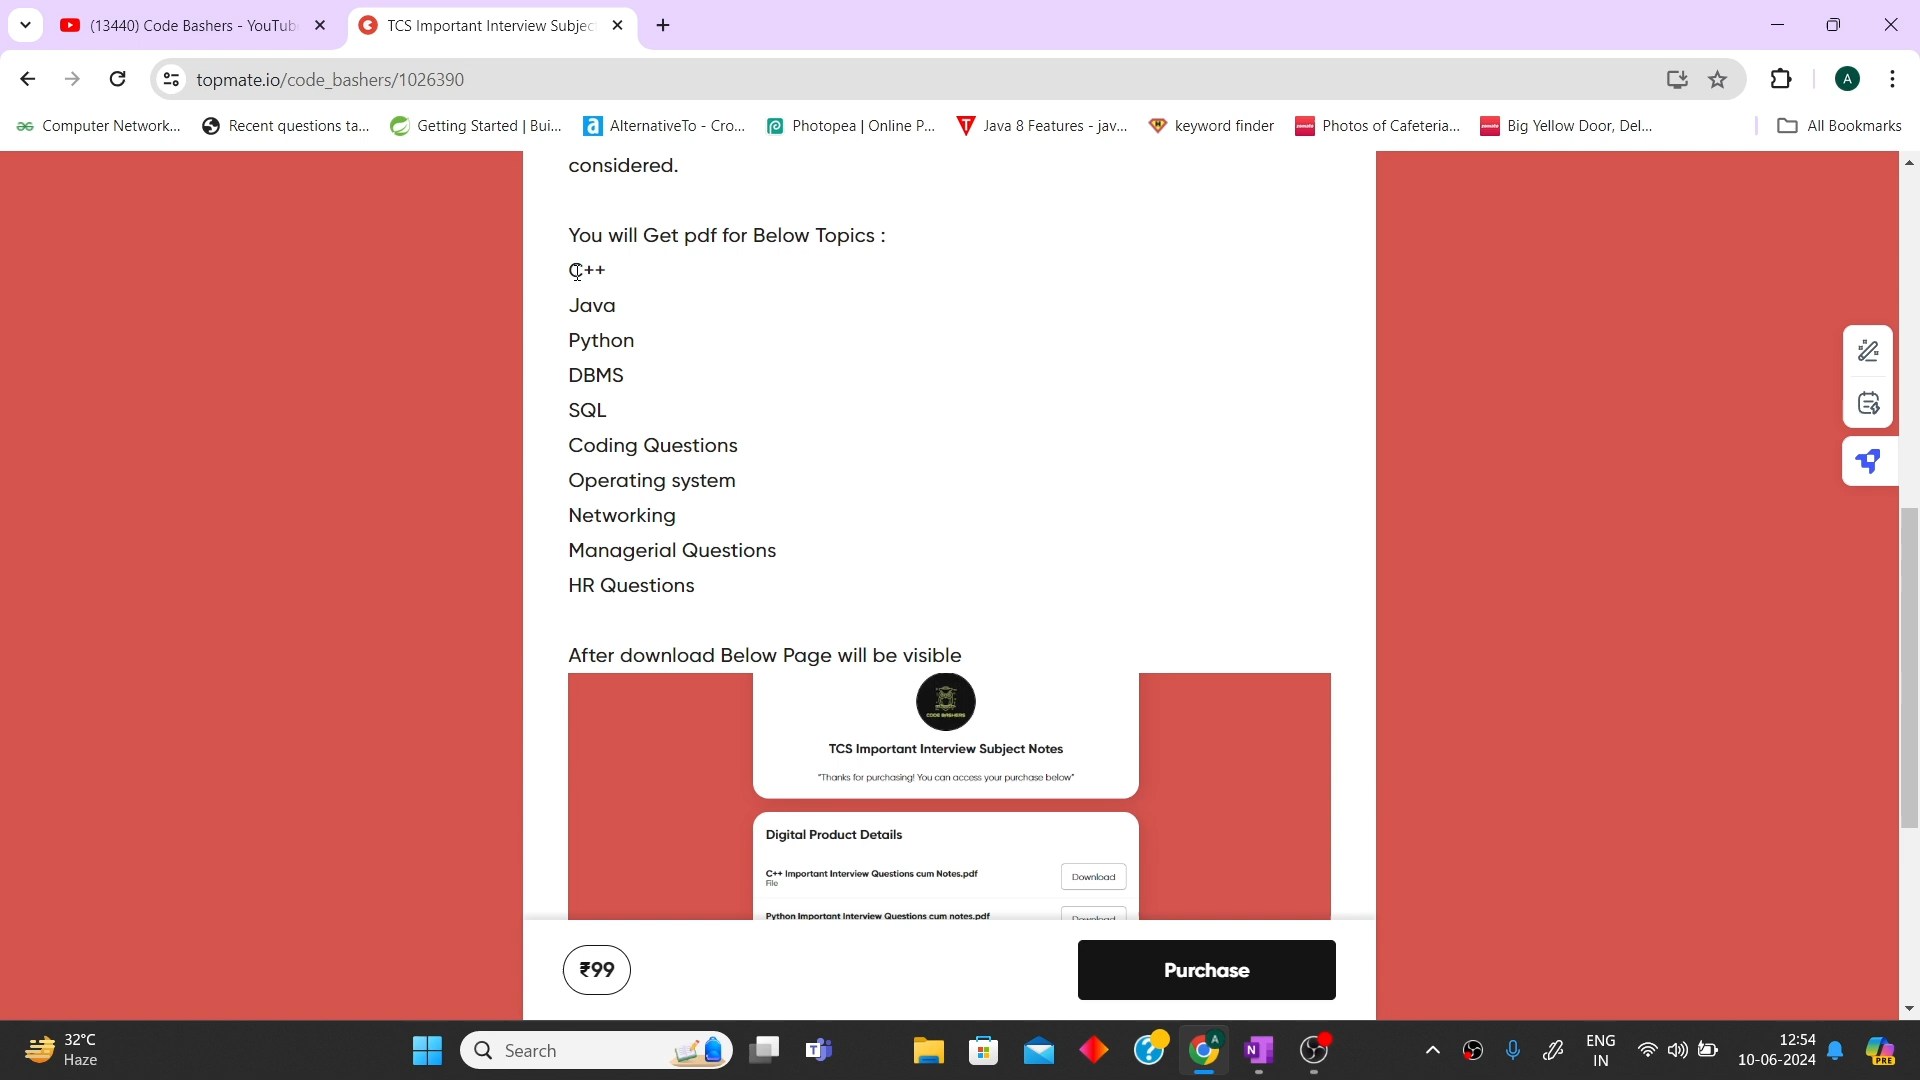 (13440) Code Bashers - YouTub
TCS Important Interview Subjec
topmate.io/code_bashers/1026390
A
Computer Network...
Recent questions ta...
Getting Started | Bui...
AlternativeTo - Cro...
Photopea | Online P...
Java 8 Features - jav...
keyword finder
Photos of Cafeteria...
Big Yellow Door, Del...
All Bookmarks
considered.
You will Get pdf for Below Topics :
C++
Java
Python
DBMS
SQL
Coding Questions
Operating system
Networking
Managerial Questions
HR Questions
After download Below Page will be visible
CODE BASHERS
TCS Important Interview Subject Notes
"Thanks for purchasing! You can access your purchase below"
Digital Product Details
C++ Important Interview Questions cum Notes.pdf
File
Download
Python Important Interview Questions cum notes.pdf
Download
₹99
Purchase
32°C
Haze
Search
ENG
IN
12:54
10-06-2024
PRE